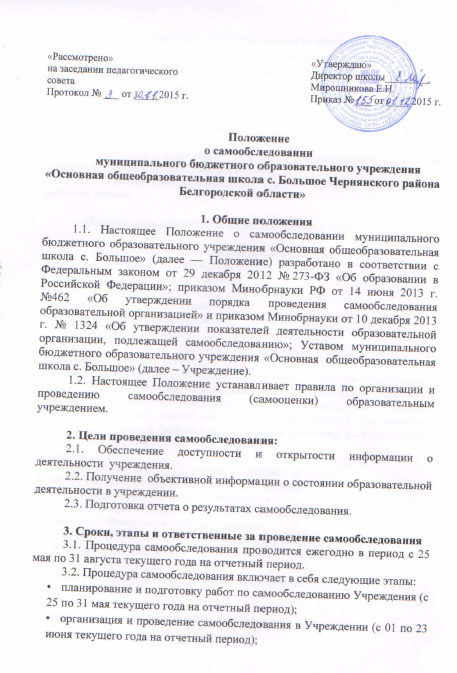 «Рассмотрено»
на заседании педагогического
совета
Протокол № 3 от 30.11.2015 г.
«Утверждаю»
Директор школы
Мирошникова Е.Н.
Приказ № 155 от 01.12.2015 г.
Положение
о самообследовании
муниципального бюджетного образовательного учреждения
«Основная общеобразовательная школа с. Большое Чернянского района
Белгородской области»
1. Общие положения
1.1. Настоящее Положение о самообследовании муниципального
бюджетного образовательного учреждения «Основная общеобразовательная
школа с. Большое» (далее — Положение) разработано в соответствии с
Федеральным законом от 29 декабря 2012 №273-ФЗ «Об образовании в
Российской Федерации»; приказом Минобрнауки РФ от 14 июня 2013 г.
№462 «Об утверждении порядка проведения самообследования
образовательной организацией» и приказом Минобрнауки от 10 декабря 2013
г. № 1324 «Об утверждении показателей деятельности образовательной
организации, подлежащей самообследованию»; Уставом муниципального
бюджетного образовательного учреждения «Основная общеобразовательная
школа с. Большое» (далее – Учреждение).
1.2. Настоящее Положение устанавливает правила по организации и
проведению самообследования (самооценки) образовательным
учреждением.
2. Цели проведения самообследования:
2.1. Обеспечение доступности и открытости информации о
деятельности учреждения.
2.2. Получение объективной информации о состоянии образовательной
деятельности в учреждении.
2.3. Подготовка отчета о результатах самообследования.
3. Сроки, этапы и ответственные за проведение самообследования
3.1. Процедура самообследования проводится ежегодно в период с 25
мая по 31 августа текущего года на отчетный период.
3.2. Процедура самообследования включает в себя следующие этапы:
• планирование и подготовку работ по самообследованию Учреждения (с
25 по 31 мая текущего года на отчетный период);
• организация и проведение самообследования в Учреждении (с 01 по 23
июня текущего года на отчетный период);